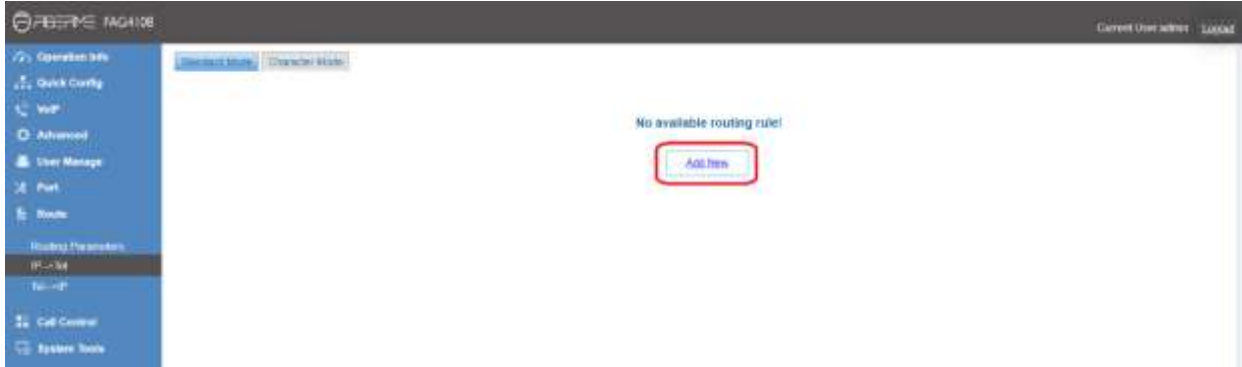 FIBERME FAG4108
Current User:admin Logout
Operation Info
Quick Config
VoIP
Advanced
User Manage
Port
Route
Routing Parameters
IP-->Tel
Tel-->IP
Call Control
System Tools
Standard Mode Character Mode
No available routing rule!
Add New